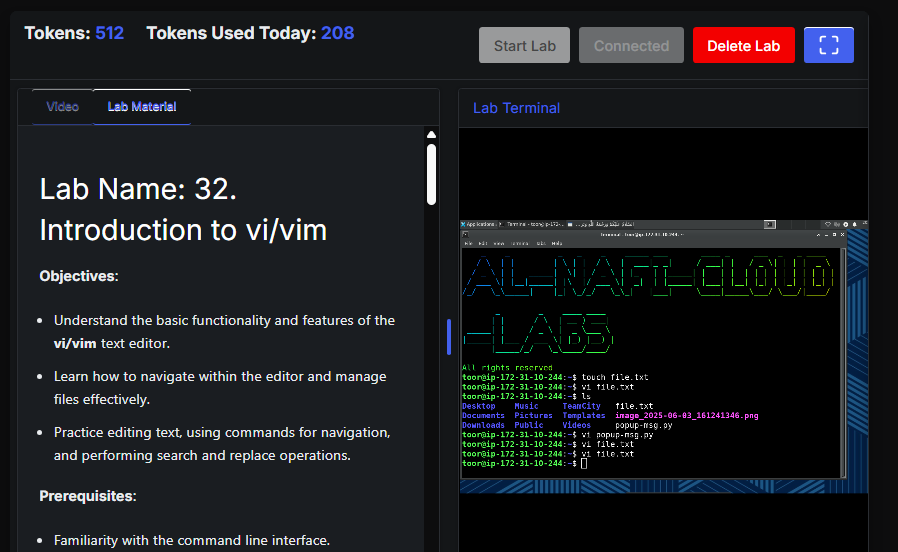 Tokens: 512 Tokens Used Today: 208
Start Lab
Connected
Delete Lab
Video
Lab Material
Lab Name: 32.
Introduction to vi/vim
Objectives:
Understand the basic functionality and features of the
vi/vim text editor.
Learn how to navigate within the editor and manage
files effectively.
Practice editing text, using commands for navigation,
and performing search and replace operations.
Prerequisites:
Familiarity with the command line interface.
Lab Terminal
Applications
File Edit View Terminal Tabs Help
All rights reserved
toor@ip-172-31-10-244:~$ touch file.txt
toor@ip-172-31-10-244:~$ vi file.txt
toor@ip-172-31-10-244:~$ ls
Desktop Music TeamCity file.txt
Documents Pictures Templates image_2025-06-03_161241346.png
Downloads Public Videos popup-msg.py
toor@ip-172-31-10-244:~$ vi popup-msg.py
toor@ip-172-31-10-244:~$ vi file.txt
toor@ip-172-31-10-244:~$ vi file.txt
toor@ip-172-31-10-244:~$